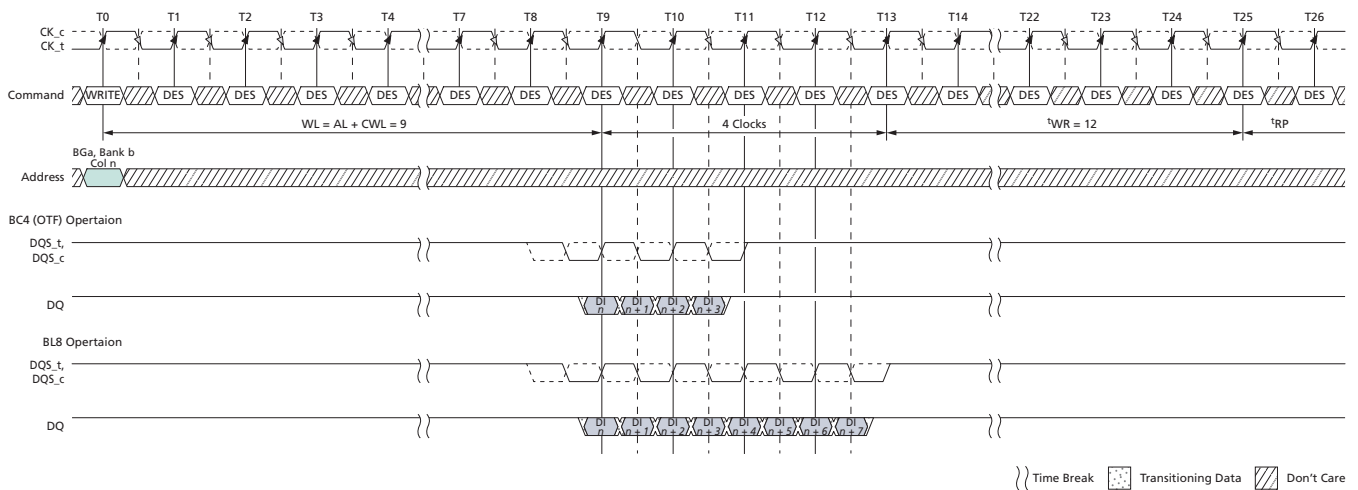 T0 T1 T2 T3 T4 T7 T8 T9 T10 T11 T12 T13 T14 T22 T23 T24 T25 T26
CK_c
CK_t
Command WRITE DES DES DES DES DES DES DES DES DES DES DES DES DES DES DES DES DES
WL = AL + CWL = 9 4 Clocks tWR = 12 tRP
BGa, Bank b
Col n
Address
BC4 (OTF) Opertaion
DQS_t,
DQS_c
DQ DI n DI n + 1 DI n + 2 DI n + 3
BL8 Opertaion
DQS_t,
DQS_c
DQ DI n DI n + 1 DI n + 2 DI n + 3 DI n + 4 DI n + 5 DI n + 6 DI n + 7
Time Break Transitioning Data Don't Care